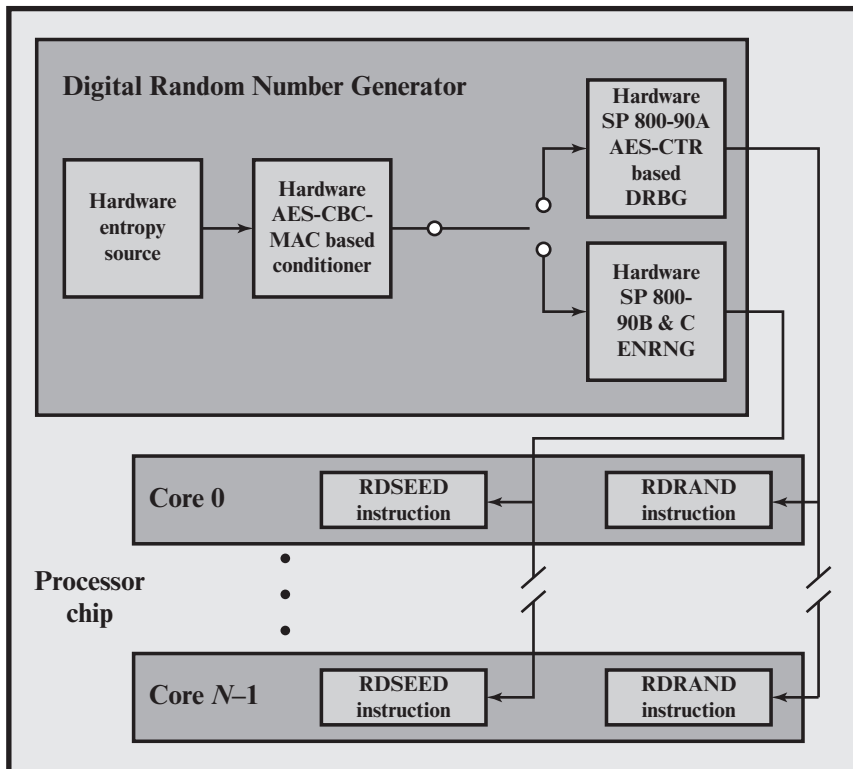 Digital Random Number Generator
Hardware
entropy
source
Hardware
AES-CBC-
MAC based
conditioner
Hardware
SP 800-90A
AES-CTR
based
DRBG
Hardware
SP 800-
90B & C
ENRNG
Core 0
RDSEED
instruction
RDRAND
instruction
Processor
chip
Core N–1
RDSEED
instruction
RDRAND
instruction